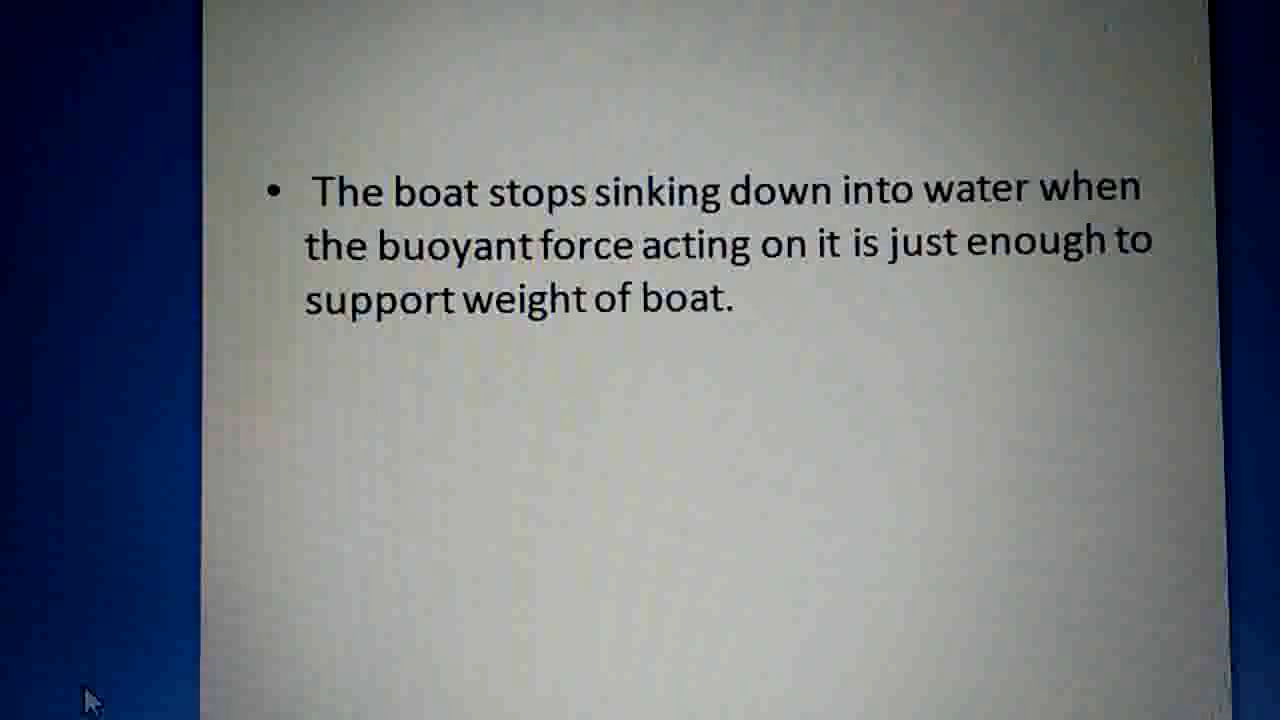 • The boat stops sinking down into water when
the buoyant force acting on it is just enough to
support weight of boat.